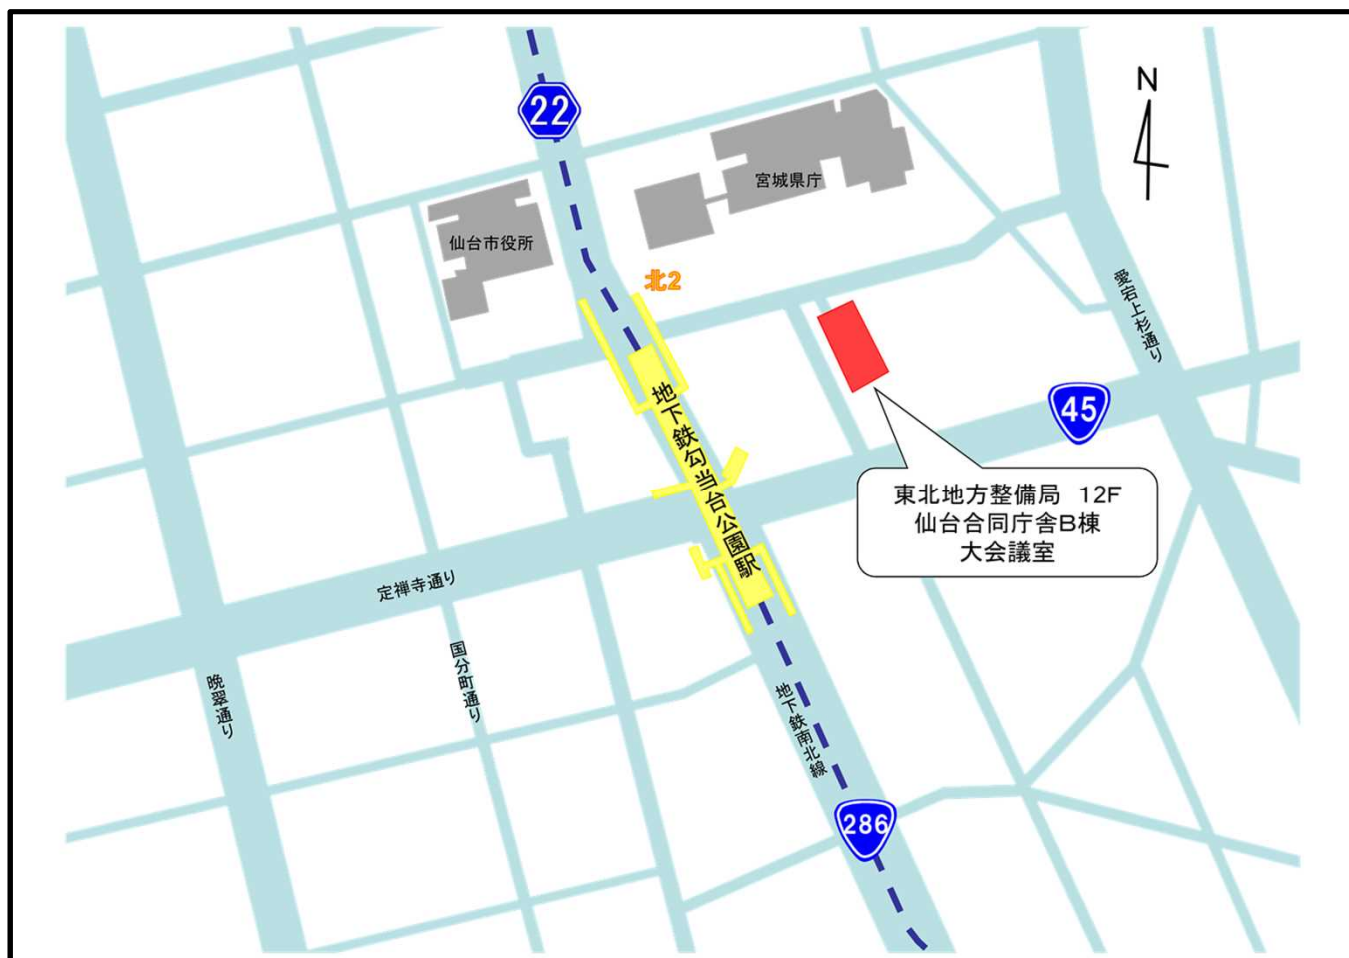 N
22
宮城県庁
仙台市役所
北2
愛宕上杉通り
45
地下鉄勾当台公園駅
東北地方整備局　12F
仙台合同庁舎B棟
大会議室
定禅寺通り
国分町通り
晩翠通り
地下鉄南北線
286